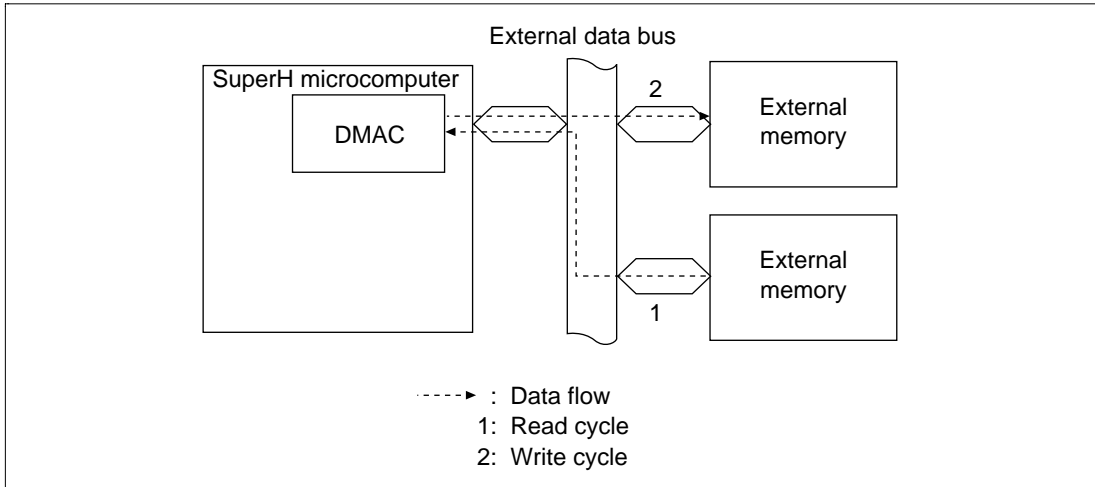 External data bus
SuperH microcomputer
DMAC
2
External
memory
External
memory
1
: Data flow
1: Read cycle
2: Write cycle